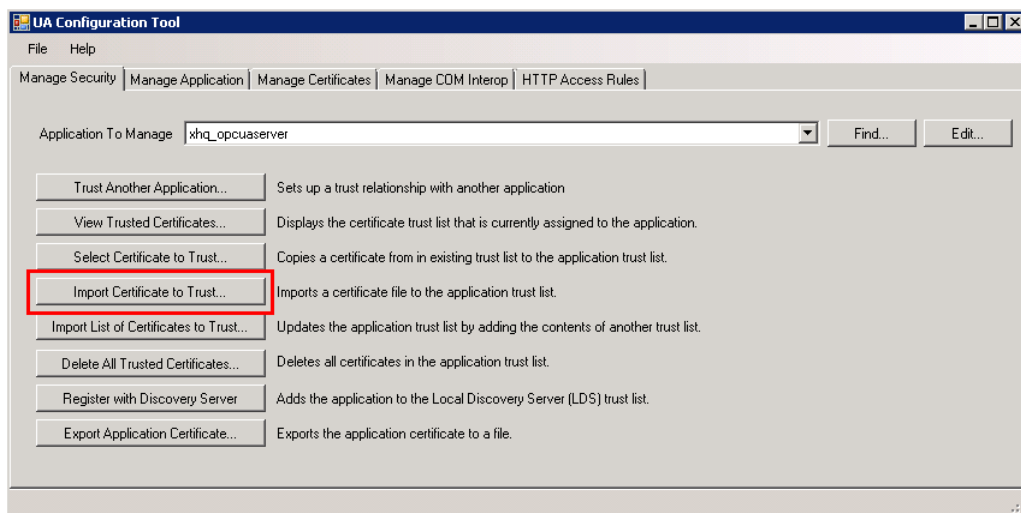 UA Configuration Tool
File Help
Manage Security Manage Application Manage Certificates Manage COM Interop HTTP Access Rules
Application To Manage xhq_opcuaserver Find... Edit...
Trust Another Application... Sets up a trust relationship with another application
View Trusted Certificates... Displays the certificate trust list that is currently assigned to the application.
Select Certificate to Trust... Copies a certificate from in existing trust list to the application trust list.
Import Certificate to Trust... Imports a certificate file to the application trust list.
Import List of Certificates to Trust... Updates the application trust list by adding the contents of another trust list.
Delete All Trusted Certificates... Deletes all certificates in the application trust list.
Register with Discovery Server Adds the application to the Local Discovery Server (LDS) trust list.
Export Application Certificate... Exports the application certificate to a file.